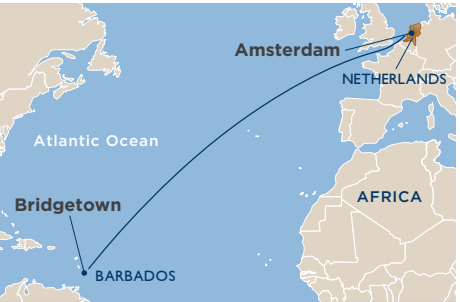 Amsterdam
NETHERLANDS
Atlantic Ocean
AFRICA
Bridgetown
BARBADOS